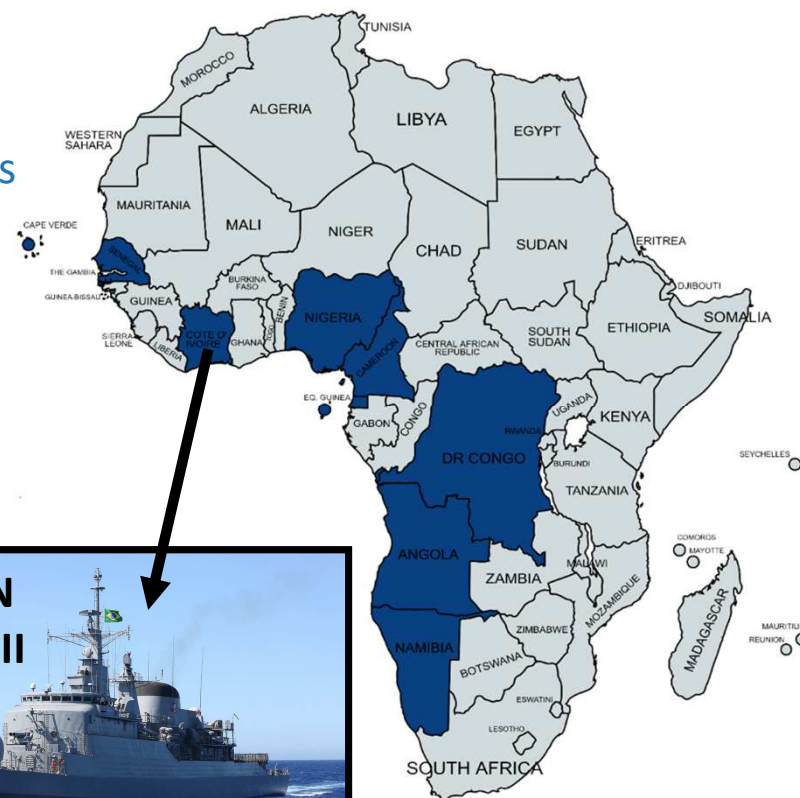 TUNISIA
MOROCCO
ALGERIA
LIBYA
EGYPT
WESTERN
SAHARA
S
MAURITANIA
MALI
NIGER
CHAD
SUDAN
ERITREA
CAPE VERDE
SENEGAL
THE GAMBIA
GUINEA-BISSAU
GUINEA
BURKINA
FASO
BENIN
NIGERIA
DJIBOUTI
SOMALIA
SIERRA
LEONE
LIBERIA
COTE D'
IVOIRE
GHANA
TOGO
CAMEROON
CENTRAL AFRICAN
REPUBLIC
SOUTH
SUDAN
ETHIOPIA
EQ. GUINEA
GABON
CONGO
UGANDA
KENYA
RWANDA
DR CONGO
BURUNDI
TANZANIA
SEYCHELLES
COMOROS
MAYOTTE
ANGOLA
ZAMBIA
MALAWI
MOZAMBIQUE
MADAGASCAR
N
II
NAMIBIA
ZIMBABWE
BOTSWANA
MAURITIU
REUNION
ESWATINI
LESOTHO
SOUTH AFRICA